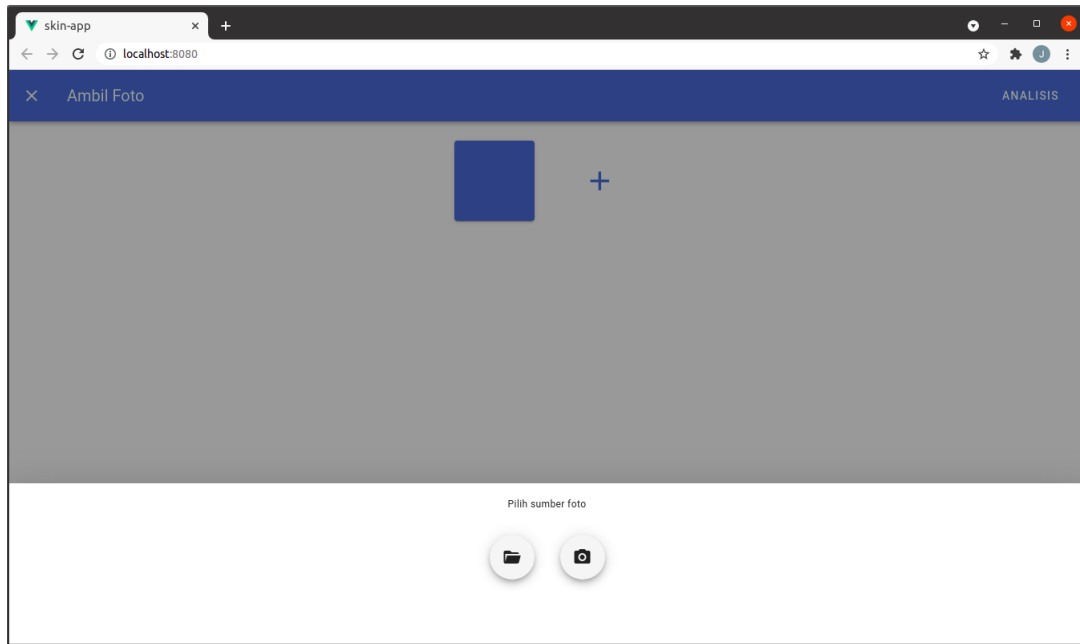 skin-app
localhost:8080
J
Ambil Foto
ANALISIS
Pilih sumber foto